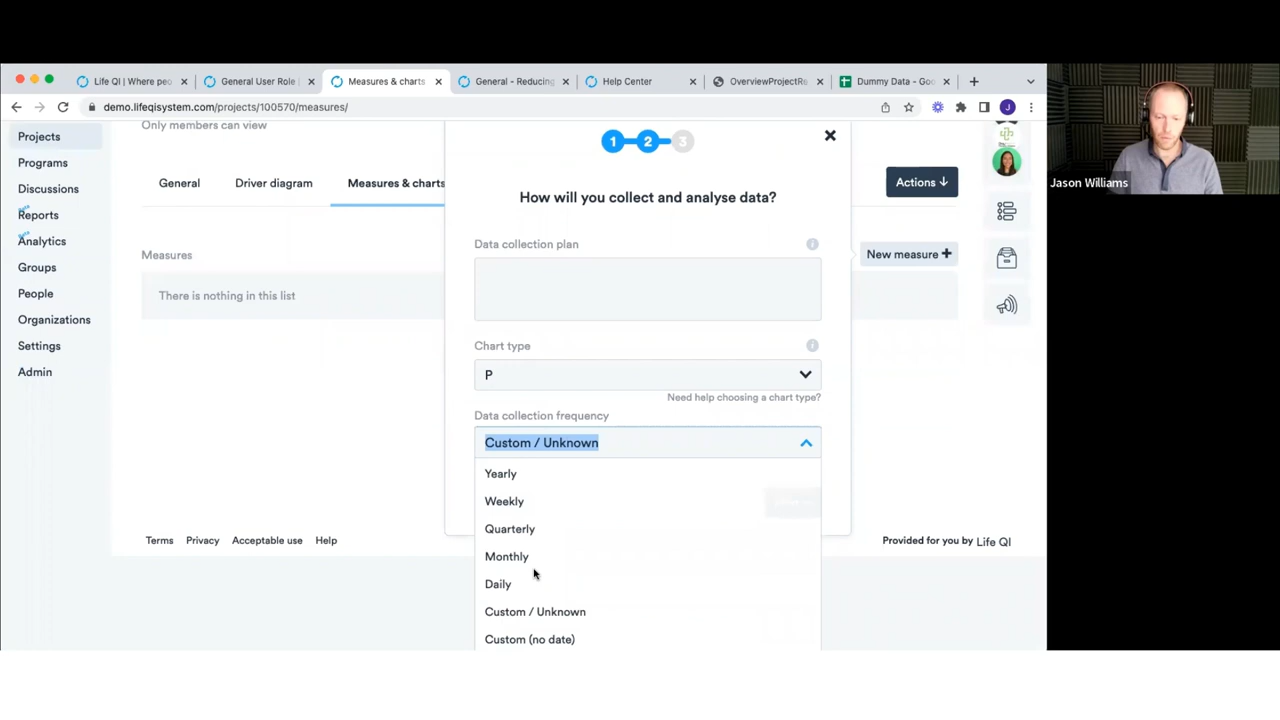 Life QI | Where peo
General User Role |
Measures & charts
General - Reducing
Help Center
OverviewProjectRe
Dummy Data - Goo
demo.lifeqisystem.com/projects/100570/measures/
J
Projects
Programs
Discussions
Reports
Analytics
Groups
People
Organizations
Settings
Admin
Only members can view
General
Driver diagram
Measures & charts
Actions ↓
Measures
New measure +
There is nothing in this list
1 2 3
How will you collect and analyse data?
Data collection plan
Chart type
P
Need help choosing a chart type?
Data collection frequency
Custom / Unknown
Yearly
Weekly
Quarterly
Monthly
Daily
Custom / Unknown
Custom (no date)
Terms Privacy Acceptable use Help
Provided for you by Life QI
Jason Williams